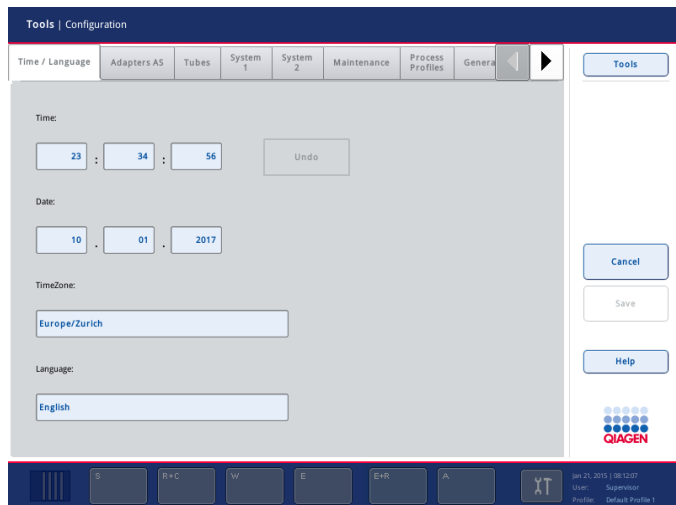 Tools | Configuration
Time / Language
Adapters AS
Tubes
System
1
System
2
Maintenance
Process
Profiles
Genera
Tools
Time:
23 : 34 : 56
Undo
Date:
10 . 01 . 2017
Cancel
TimeZone:
Save
Europe/Zurich
Help
Language:
English
QIAGEN
S
R+C
W
E
E+R
A
Jan 21, 2015 | 08:12:07
User: Supervisor
Profile: Default Profile 1